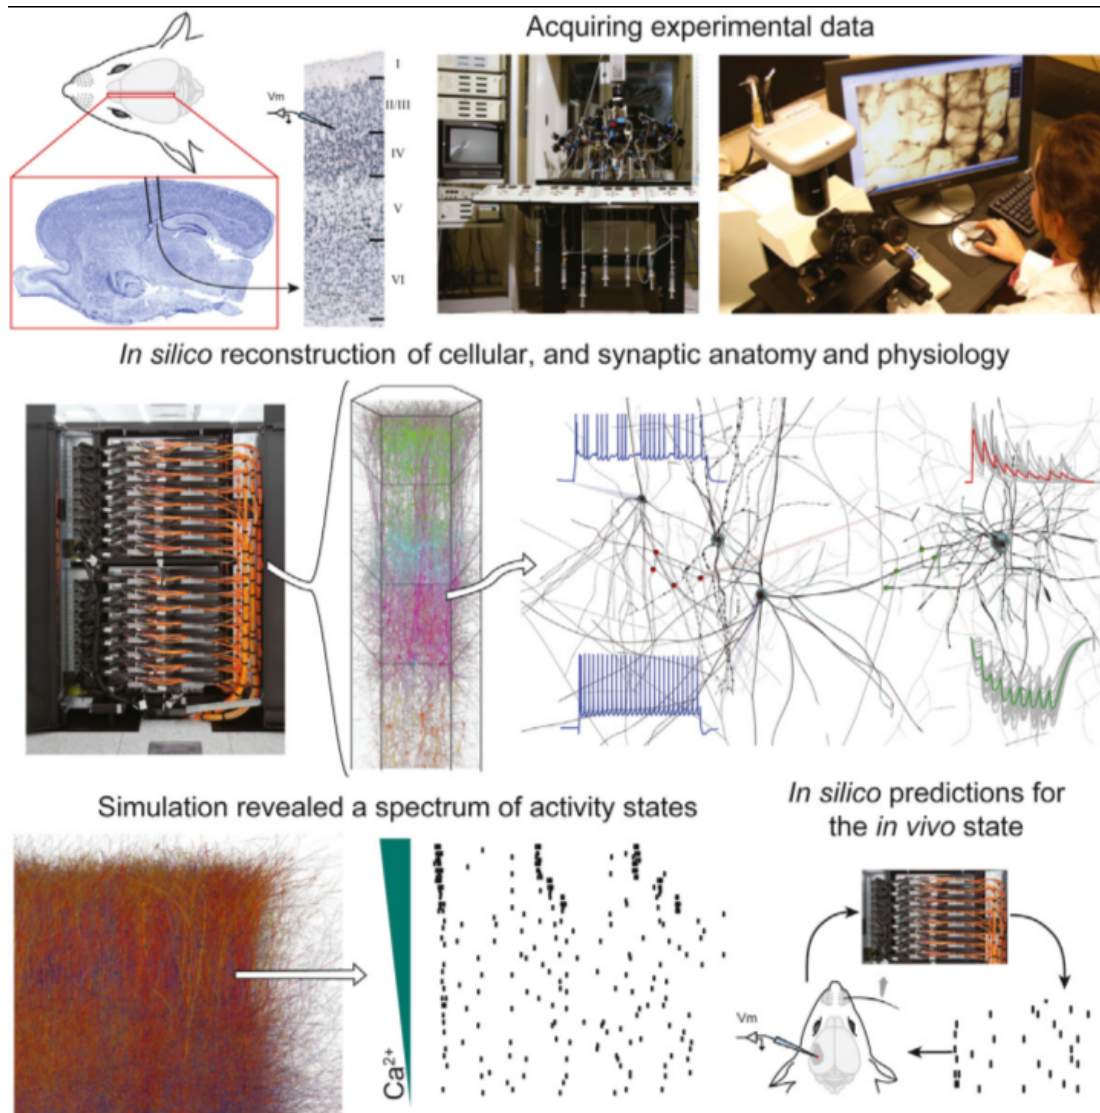 Acquiring experimental data
Vm
I
II/III
IV
V
VI
In silico reconstruction of cellular, and synaptic anatomy and physiology
Simulation revealed a spectrum of activity states
Ca2+
In silico predictions for
the in vivo state
Vm